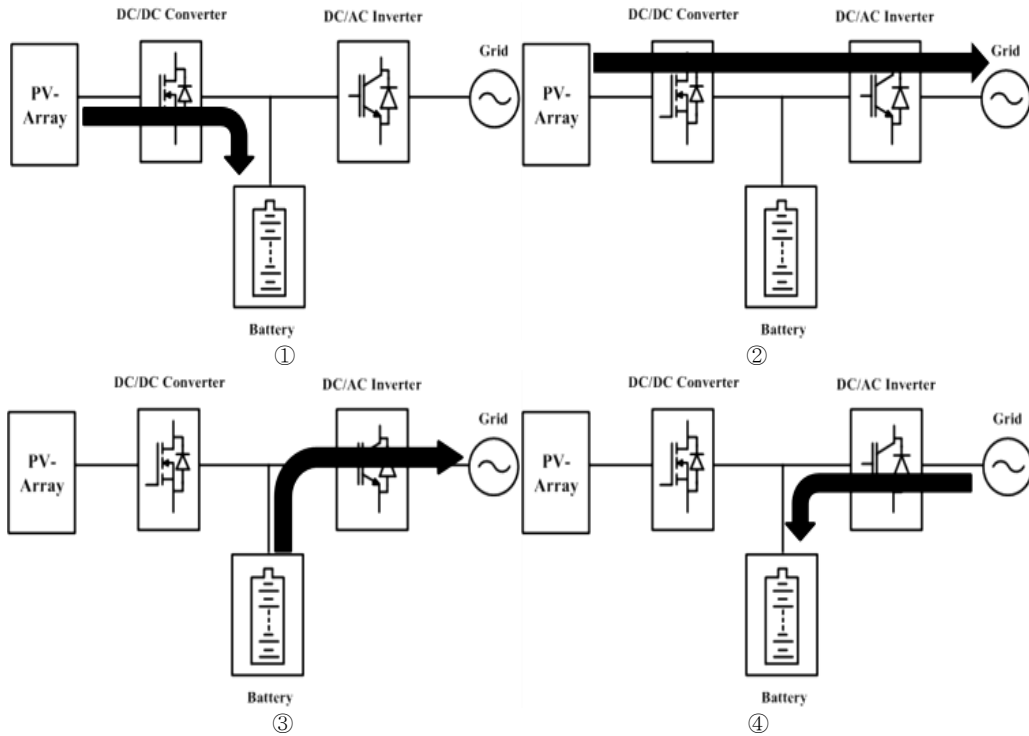 DC/DC Converter
DC/AC Inverter
Grid
PV-
Array
Battery
①
DC/DC Converter
DC/AC Inverter
Grid
PV-
Array
Battery
②
DC/DC Converter
DC/AC Inverter
Grid
PV-
Array
Battery
③
DC/DC Converter
DC/AC Inverter
Grid
PV-
Array
Battery
④